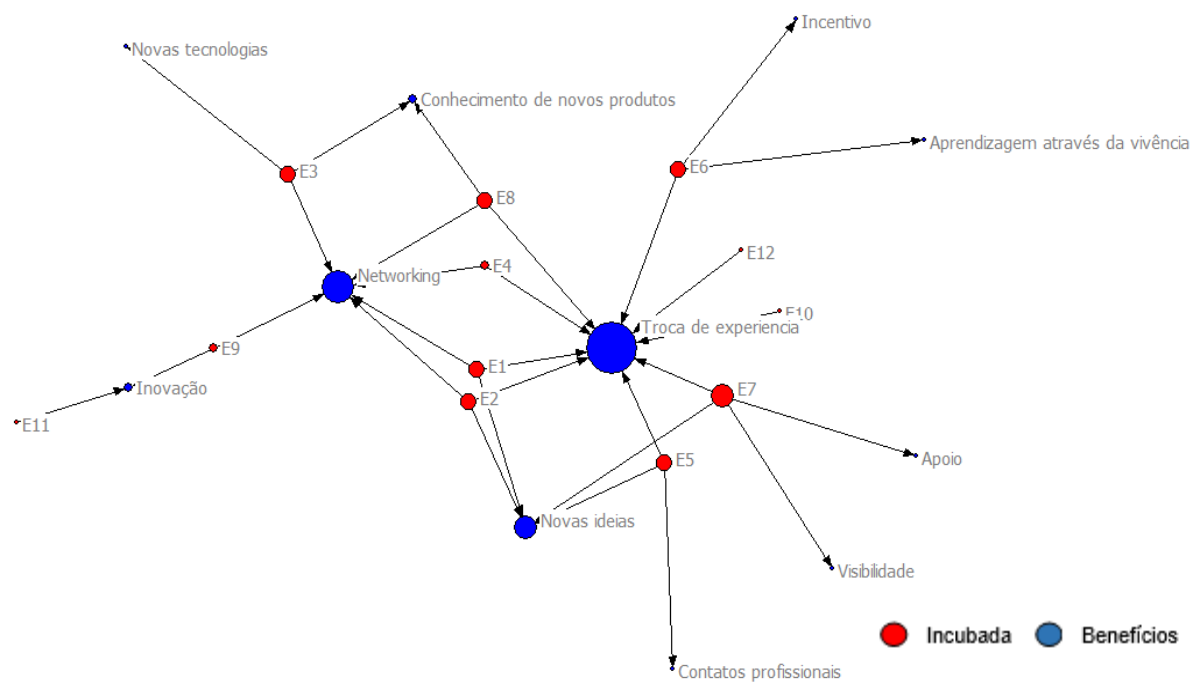 Incentivo
Novas tecnologias
Conhecimento de novos produtos
Aprendizagem através da vivência
E3
E6
E8
E12
E4
Networking
E10
Troca de experiencia
E9
E1
Inovação
E7
E2
E11
E5
Apoio
Novas ideias
Visibilidade
Incubada
Benefícios
Contatos profissionais